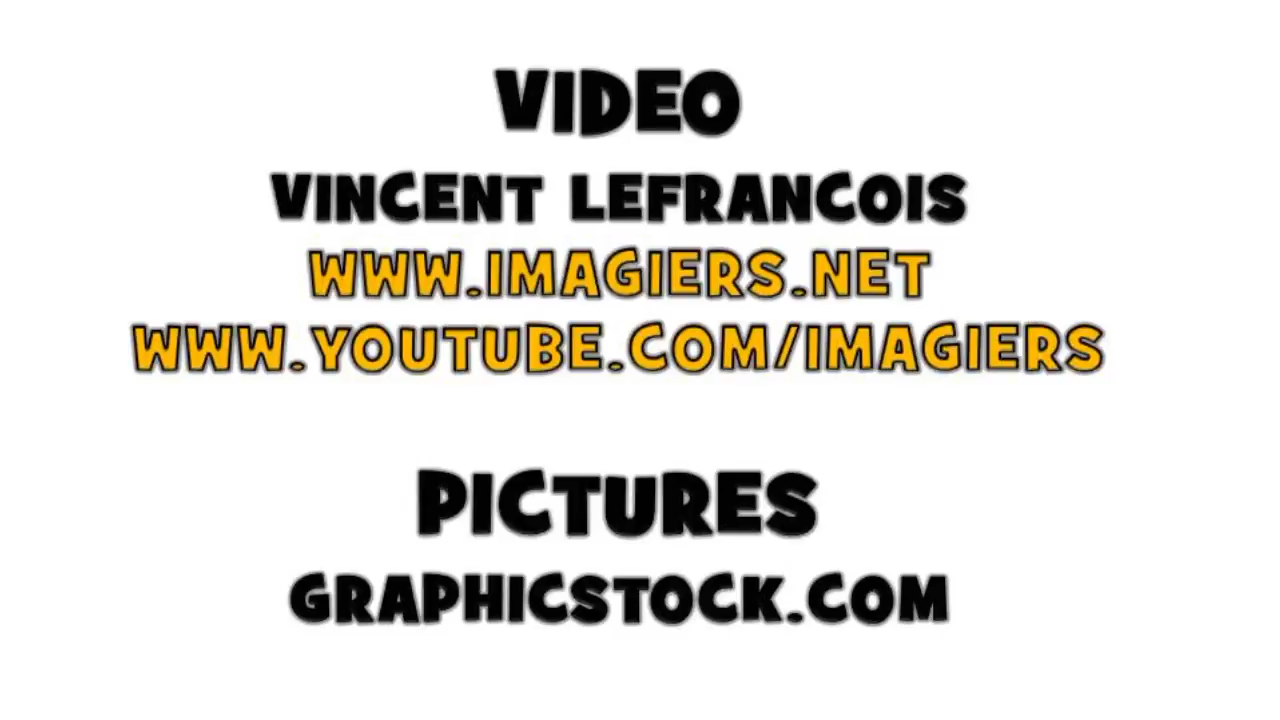 VIDEO
VINCENT LEFRANCOIS
WWW.IMAGIERS.NET
WWW.YOUTUBE.COM/IMAGIERS
PICTURES
GRAPHICSTOCK.COM